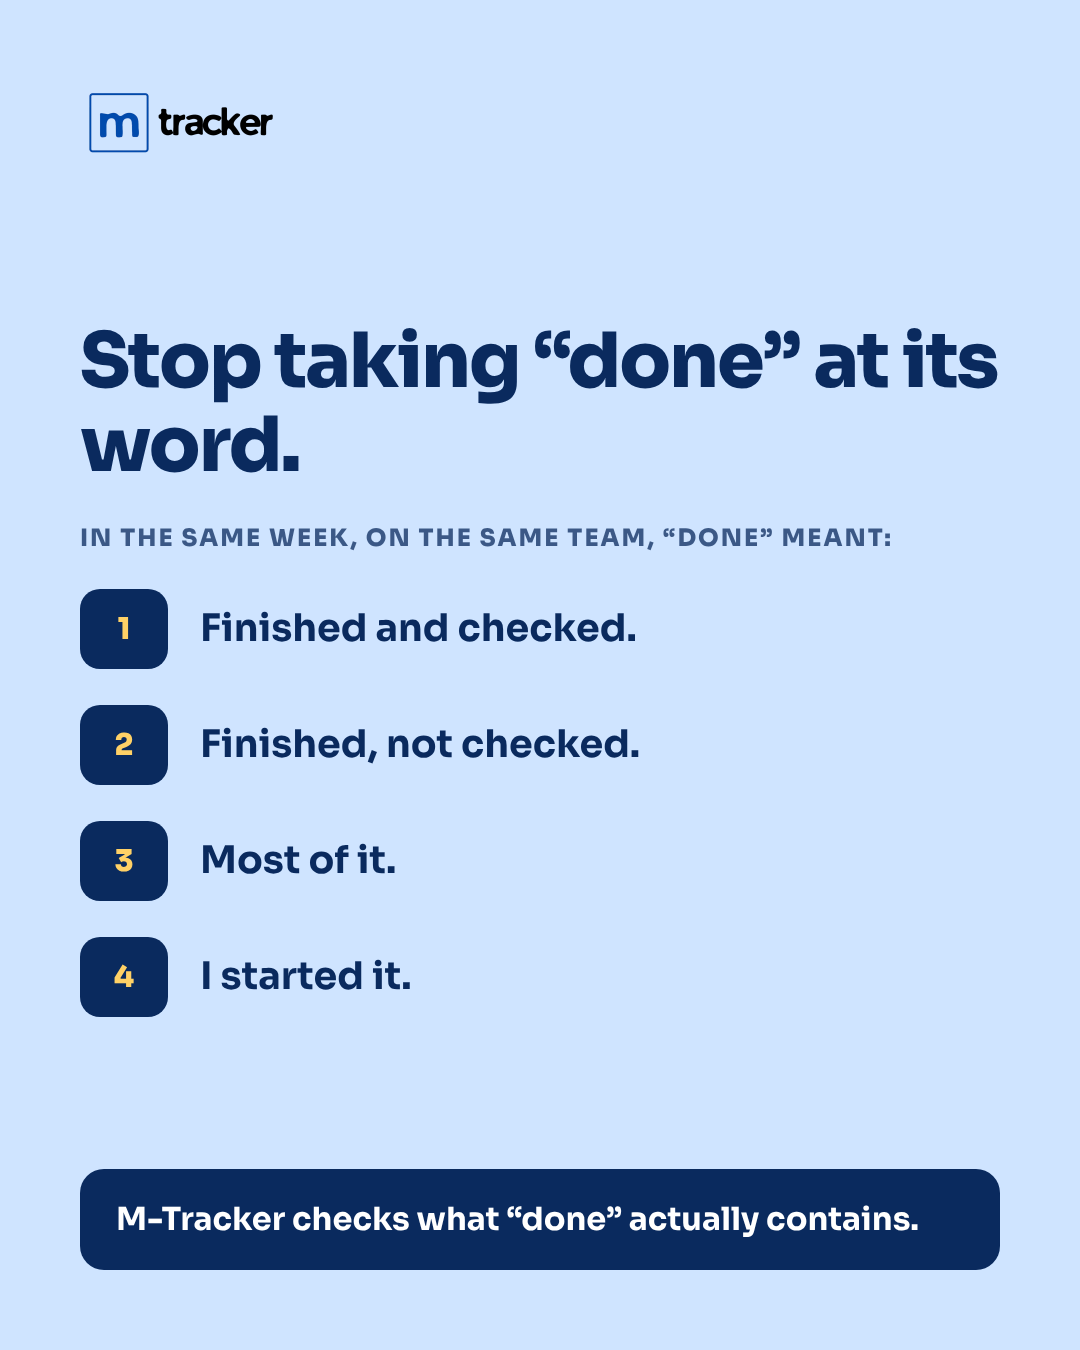 m tracker
Stop taking “done” at its
word.
IN THE SAME WEEK, ON THE SAME TEAM, “DONE” MEANT:
1 Finished and checked.
2 Finished, not checked.
3 Most of it.
4 I started it.
M-Tracker checks what “done” actually contains.